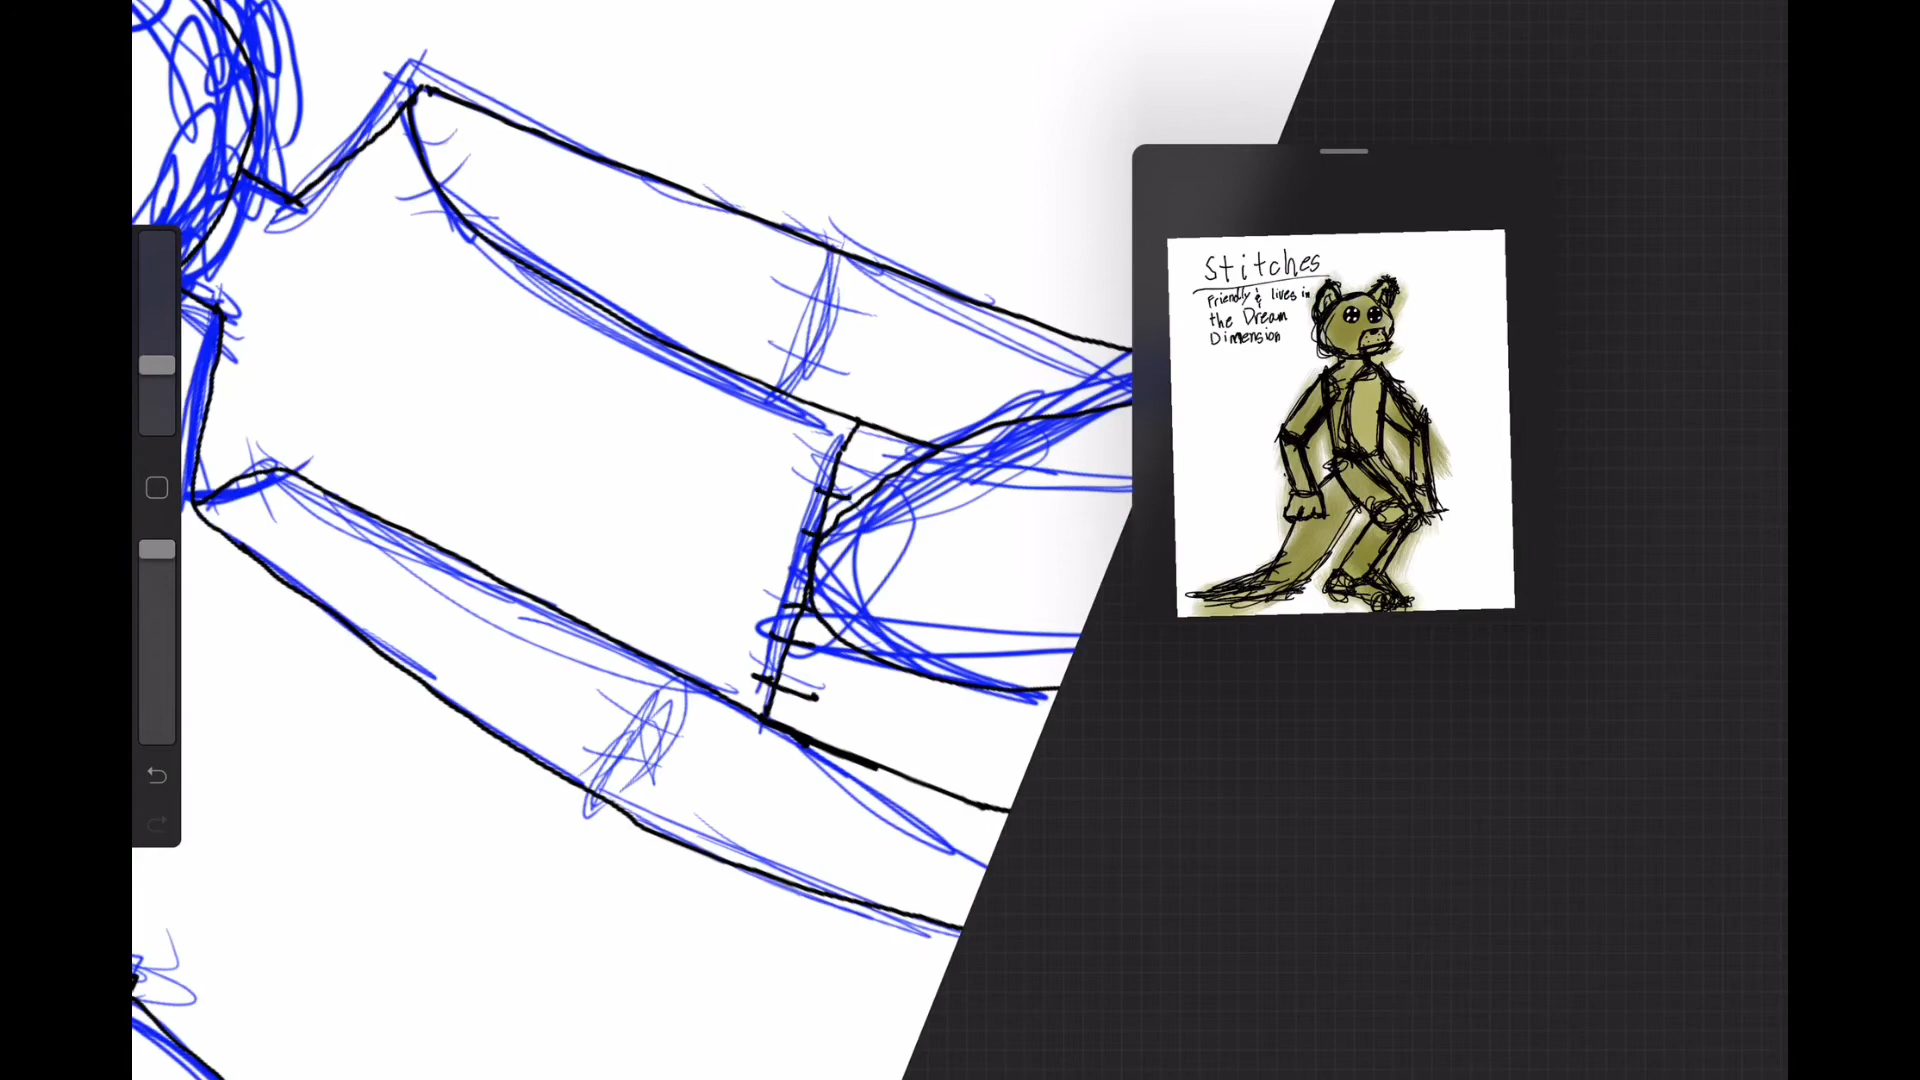 Stitches
Friendly & lives in
the Dream
Dimension